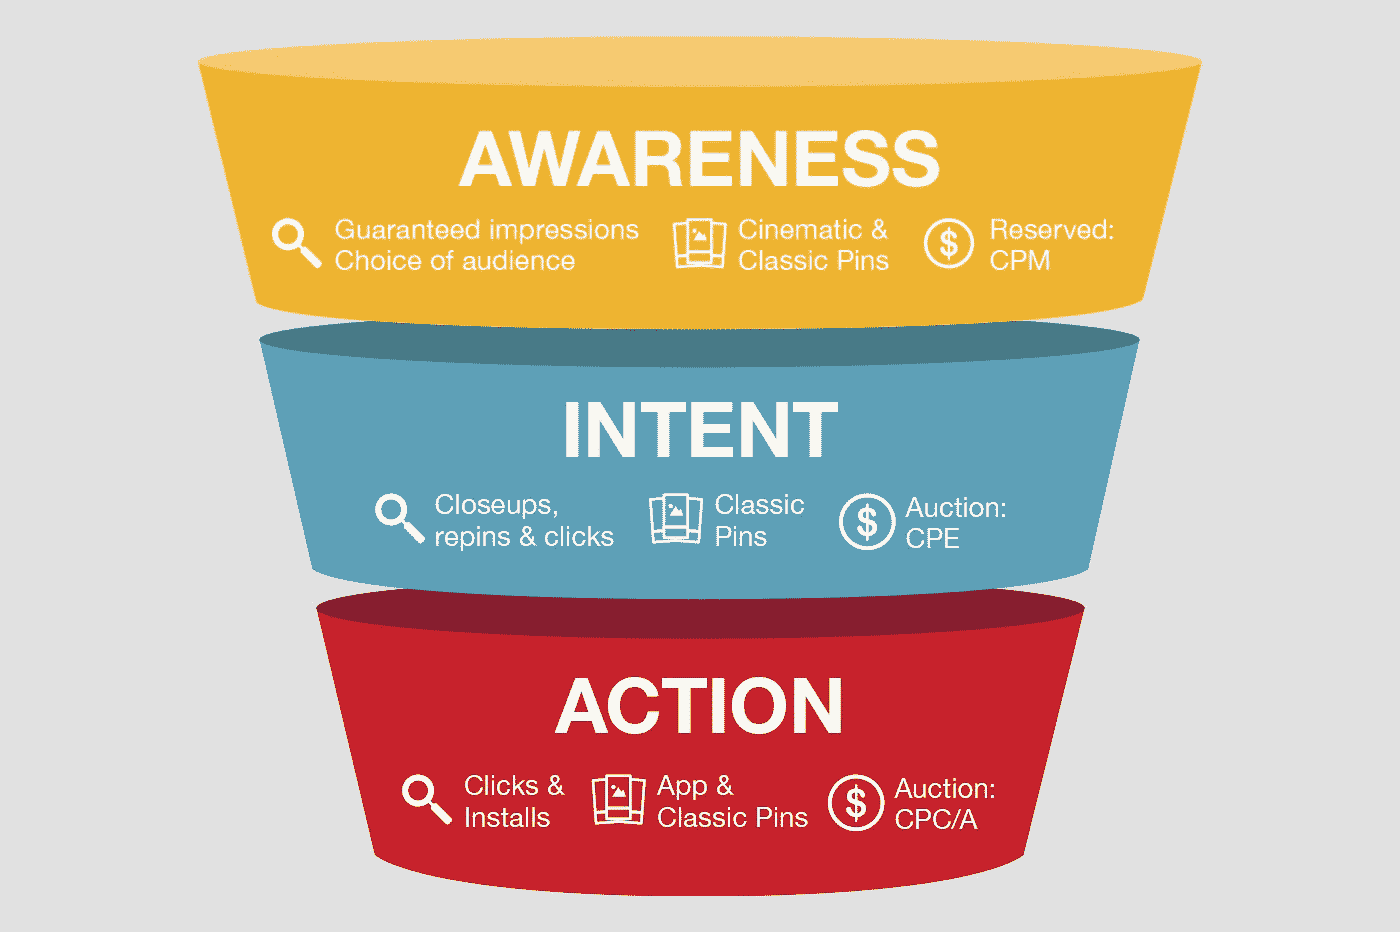 AWARENESS
Guaranteed impressions
Choice of audience
Cinematic &
Classic Pins
$
Reserved:
CPM
INTENT
Closeups,
repins & clicks
Classic
Pins
$
Auction:
CPE
ACTION
Clicks &
Installs
App &
Classic Pins
$
Auction:
CPC/A